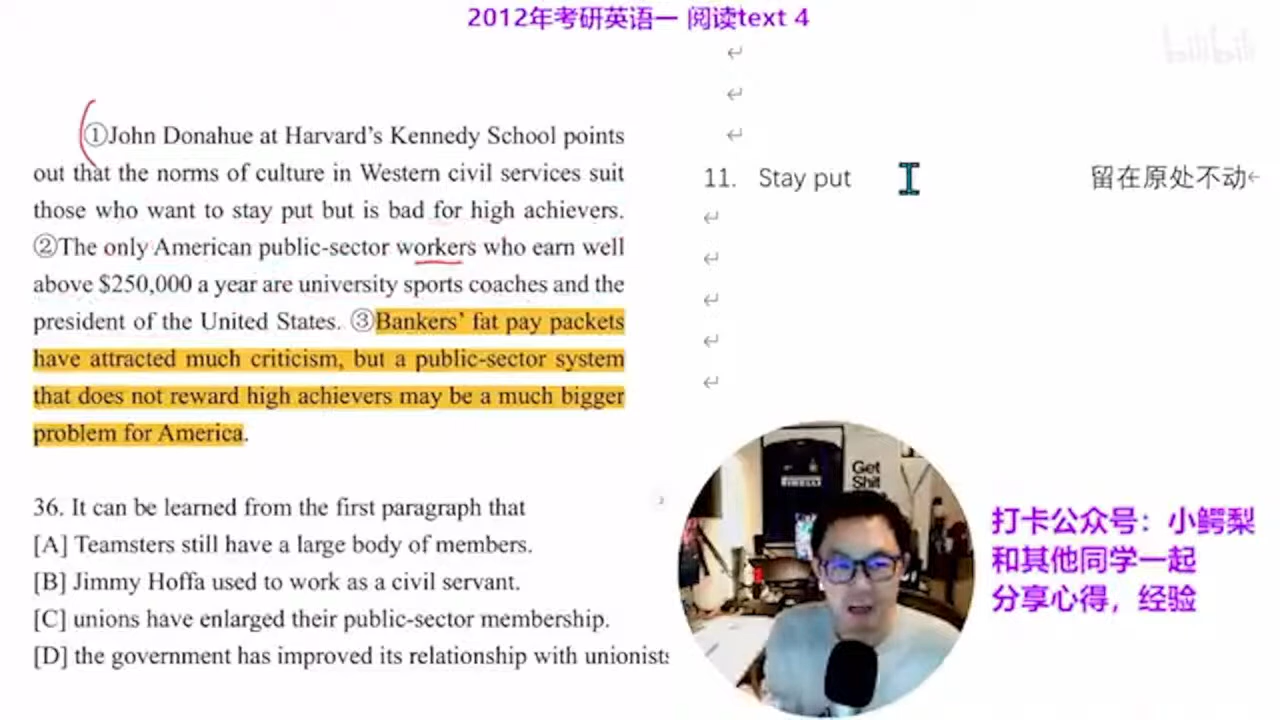 2012年考研英语一 阅读text 4
bilibili
①John Donahue at Harvard's Kennedy School points
out that the norms of culture in Western civil services suit
those who want to stay put but is bad for high achievers.
②The only American public-sector workers who earn well
above $250,000 a year are university sports coaches and the
president of the United States. ③Bankers' fat pay packets
have attracted much criticism, but a public-sector system
that does not reward high achievers may be a much bigger
problem for America.
11. Stay put 留在原处不动
36. It can be learned from the first paragraph that
[A] Teamsters still have a large body of members.
[B] Jimmy Hoffa used to work as a civil servant.
[C] unions have enlarged their public-sector membership.
[D] the government has improved its relationship with unionists
PIRELLI
Get
Shit
打卡公众号：小鳄梨
和其他同学一起
分享心得，经验